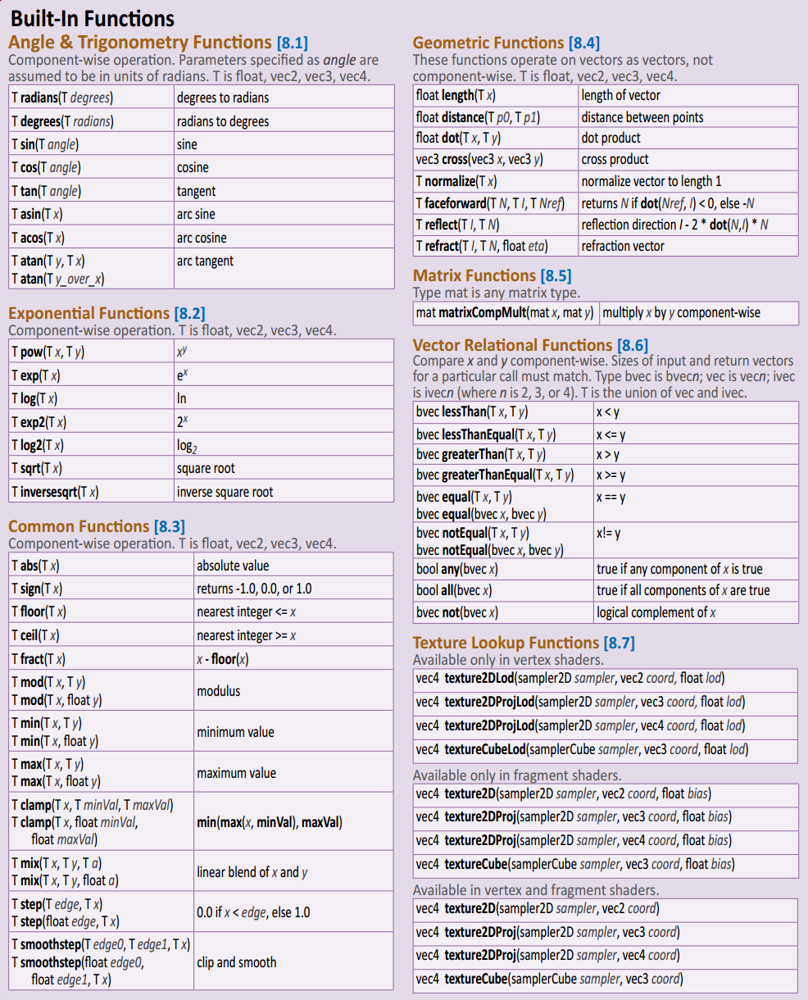 Built-In Functions
Angle & Trigonometry Functions [8.1]
Component-wise operation. Parameters specified as angle are
assumed to be in units of radians. T is float, vec2, vec3, vec4.
T radians(T degrees) degrees to radians
T degrees(T radians) radians to degrees
T sin(T angle) sine
T cos(T angle) cosine
T tan(T angle) tangent
T asin(T x) arc sine
T acos(T x) arc cosine
T atan(T y, T x) arc tangent
T atan(T y_over_x)
Exponential Functions [8.2]
Component-wise operation. T is float, vec2, vec3, vec4.
T pow(T x, T y) xʸ
T exp(T x) eˣ
T log(T x) ln
T exp2(T x) 2ˣ
T log2(T x) log₂
T sqrt(T x) square root
T inversesqrt(T x) inverse square root
Common Functions [8.3]
Component-wise operation. T is float, vec2, vec3, vec4.
T abs(T x) absolute value
T sign(T x) returns -1.0, 0.0, or 1.0
T floor(T x) nearest integer <= x
T ceil(T x) nearest integer >= x
T fract(T x) x - floor(x)
T mod(T x, T y)
T mod(T x, float y)
modulus
T min(T x, T y)
T min(T x, float y)
minimum value
T max(T x, T y)
T max(T x, float y)
maximum value
T clamp(T x, T minVal, T maxVal)
T clamp(T x, float minVal,
float maxVal)
min(max(x, minVal), maxVal)
T mix(T x, T y, T a)
T mix(T x, T y, float a)
linear blend of x and y
T step(T edge, T x)
T step(float edge, T x)
0.0 if x < edge, else 1.0
T smoothstep(T edge0, T edge1, T x)
T smoothstep(float edge0,
float edge1, T x)
clip and smooth
Geometric Functions [8.4]
These functions operate on vectors as vectors, not
component-wise. T is float, vec2, vec3, vec4.
float length(T x) length of vector
float distance(T p0, T p1) distance between points
float dot(T x, T y) dot product
vec3 cross(vec3 x, vec3 y) cross product
T normalize(T x) normalize vector to length 1
T faceforward(T N, T I, T Nref) returns N if dot(Nref, I) < 0, else -N
T reflect(T I, T N) reflection direction I - 2 * dot(N,I) * N
T refract(T I, T N, float eta) refraction vector
Matrix Functions [8.5]
Type mat is any matrix type.
mat matrixCompMult(mat x, mat y) multiply x by y component-wise
Vector Relational Functions [8.6]
Compare x and y component-wise. Sizes of input and return vectors
for a particular call must match. Type bvec is bvecn; vec is vecn; ivec
is ivecn (where n is 2, 3, or 4). T is the union of vec and ivec.
bvec lessThan(T x, T y) x < y
bvec lessThanEqual(T x, T y) x <= y
bvec greaterThan(T x, T y) x > y
bvec greaterThanEqual(T x, T y) x >= y
bvec equal(T x, T y) x == y
bvec equal(bvec x, bvec y)
bvec notEqual(T x, T y) x!= y
bvec notEqual(bvec x, bvec y)
bool any(bvec x) true if any component of x is true
bool all(bvec x) true if all components of x are true
bvec not(bvec x) logical complement of x
Texture Lookup Functions [8.7]
Available only in vertex shaders.
vec4 texture2DLod(sampler2D sampler, vec2 coord, float lod)
vec4 texture2DProjLod(sampler2D sampler, vec3 coord, float lod)
vec4 texture2DProjLod(sampler2D sampler, vec4 coord, float lod)
vec4 textureCubeLod(samplerCube sampler, vec3 coord, float lod)
Available only in fragment shaders.
vec4 texture2D(sampler2D sampler, vec2 coord, float bias)
vec4 texture2DProj(sampler2D sampler, vec3 coord, float bias)
vec4 texture2DProj(sampler2D sampler, vec4 coord, float bias)
vec4 textureCube(samplerCube sampler, vec3 coord, float bias)
Available in vertex and fragment shaders.
vec4 texture2D(sampler2D sampler, vec2 coord)
vec4 texture2DProj(sampler2D sampler, vec3 coord)
vec4 texture2DProj(sampler2D sampler, vec4 coord)
vec4 textureCube(samplerCube sampler, vec3 coord)